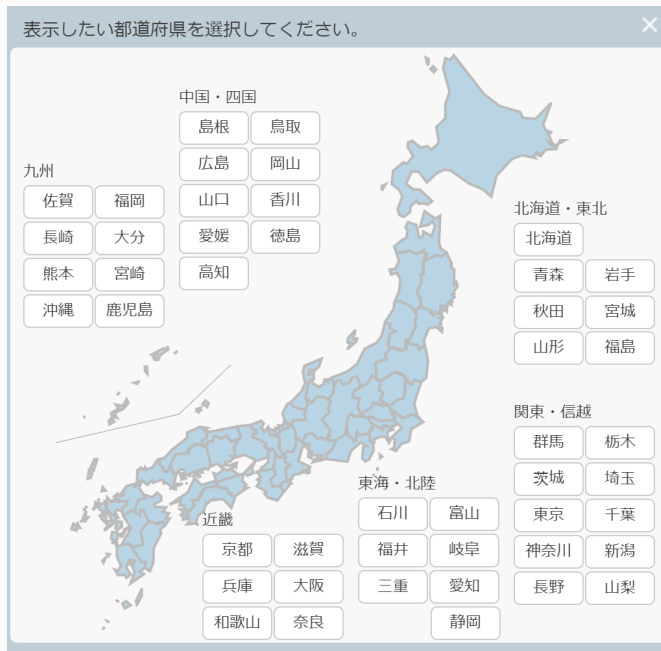 表示したい都道府県を選択してください。
×
中国・四国
島根 鳥取
広島 岡山
山口 香川
愛媛 徳島
高知
九州
佐賀 福岡
長崎 大分
熊本 宮崎
沖縄 鹿児島
北海道・東北
北海道
青森 岩手
秋田 宮城
山形 福島
関東・信越
群馬 栃木
茨城 埼玉
東京 千葉
神奈川 新潟
長野 山梨
東海・北陸
石川 富山
福井 岐阜
三重 愛知
静岡
近畿
京都 滋賀
兵庫 大阪
和歌山 奈良